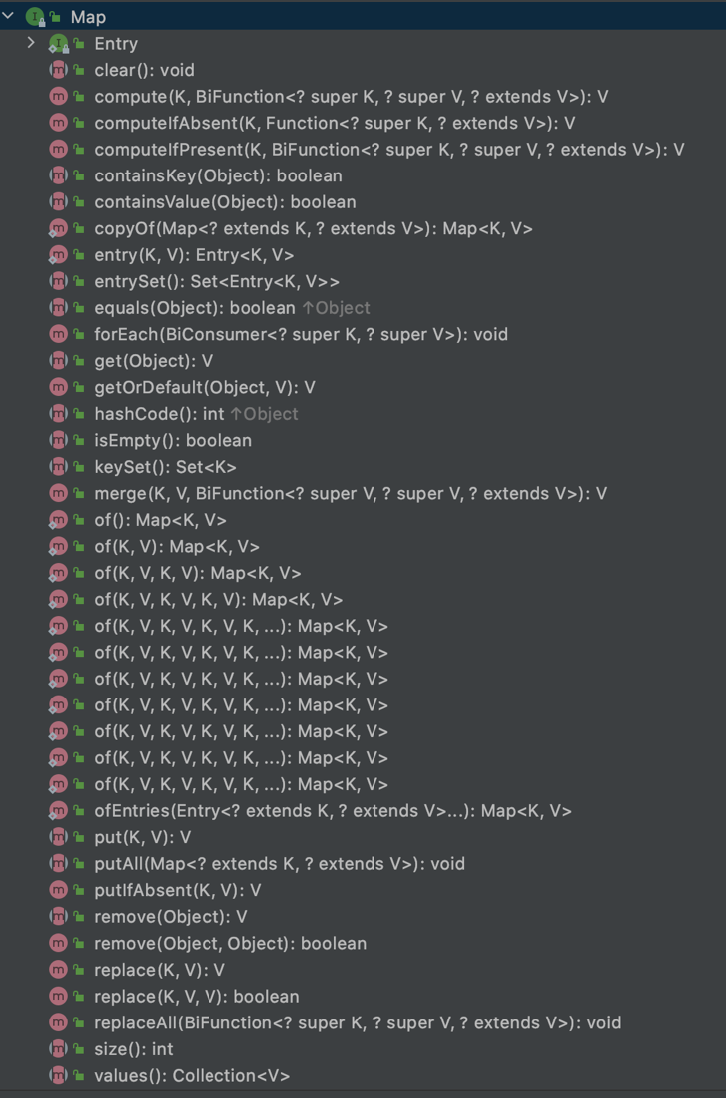 Map
Entry
clear(): void
compute(K, BiFunction<? super K, ? super V, ? extends V>): V
computeIfAbsent(K, Function<? super K, ? extends V>): V
computeIfPresent(K, BiFunction<? super K, ? super V, ? extends V>): V
containsKey(Object): boolean
containsValue(Object): boolean
copyOf(Map<? extends K, ? extends V>): Map<K, V>
entry(K, V): Entry<K, V>
entrySet(): Set<Entry<K, V>>
equals(Object): boolean ↑Object
forEach(BiConsumer<? super K, ? super V>): void
get(Object): V
getOrDefault(Object, V): V
hashCode(): int ↑Object
isEmpty(): boolean
keySet(): Set<K>
merge(K, V, BiFunction<? super V, ? super V, ? extends V>): V
of(): Map<K, V>
of(K, V): Map<K, V>
of(K, V, K, V): Map<K, V>
of(K, V, K, V, K, V): Map<K, V>
of(K, V, K, V, K, V, K, ...): Map<K, V>
of(K, V, K, V, K, V, K, ...): Map<K, V>
of(K, V, K, V, K, V, K, ...): Map<K, V>
of(K, V, K, V, K, V, K, ...): Map<K, V>
of(K, V, K, V, K, V, K, ...): Map<K, V>
of(K, V, K, V, K, V, K, ...): Map<K, V>
of(K, V, K, V, K, V, K, ...): Map<K, V>
ofEntries(Entry<? extends K, ? extends V>...): Map<K, V>
put(K, V): V
putAll(Map<? extends K, ? extends V>): void
putIfAbsent(K, V): V
remove(Object): V
remove(Object, Object): boolean
replace(K, V): V
replace(K, V, V): boolean
replaceAll(BiFunction<? super K, ? super V, ? extends V>): void
size(): int
values(): Collection<V>